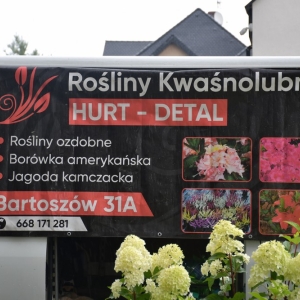 Rośliny Kwaśnolubn
HURT - DETAL
Rośliny ozdobne
Borówka amerykańska
Jagoda kamczacka
Bartoszów 31A
668 171 281